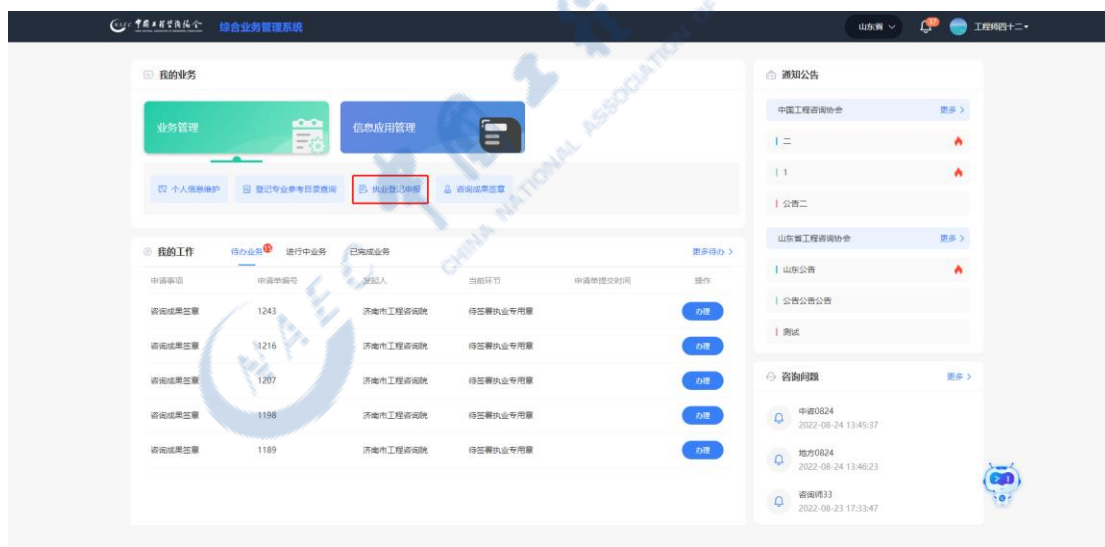 中国工程咨询协会 综合业务管理系统 山东省 37 工程师四十二
我的业务
业务管理 信息应用管理
个人信息维护 登记专业参考目录查询 执业登记申报 咨询成果签章
我的工作 待办业务 15 进行中业务 已完成业务 更多待办 >
申请事项 申请单编号 发起人 当前环节 申请单提交时间 操作
咨询成果签章 1243 济南市工程咨询院 待签署执业专用章 办理
咨询成果签章 1216 济南市工程咨询院 待签署执业专用章 办理
咨询成果签章 1207 济南市工程咨询院 待签署执业专用章 办理
咨询成果签章 1198 济南市工程咨询院 待签署执业专用章 办理
咨询成果签章 1189 济南市工程咨询院 待签署执业专用章 办理
通知公告
中国工程咨询协会 更多 >
二
1
公告二
山东省工程咨询协会 更多 >
山东公告
公告公告公告
测试
咨询问题 更多 >
中咨0824
2022-08-24 13:45:37
地方0824
2022-08-24 13:46:23
咨询师33
2022-08-23 17:33:47
CNAEC
CHINA NATIONAL ASSOCIATION OF